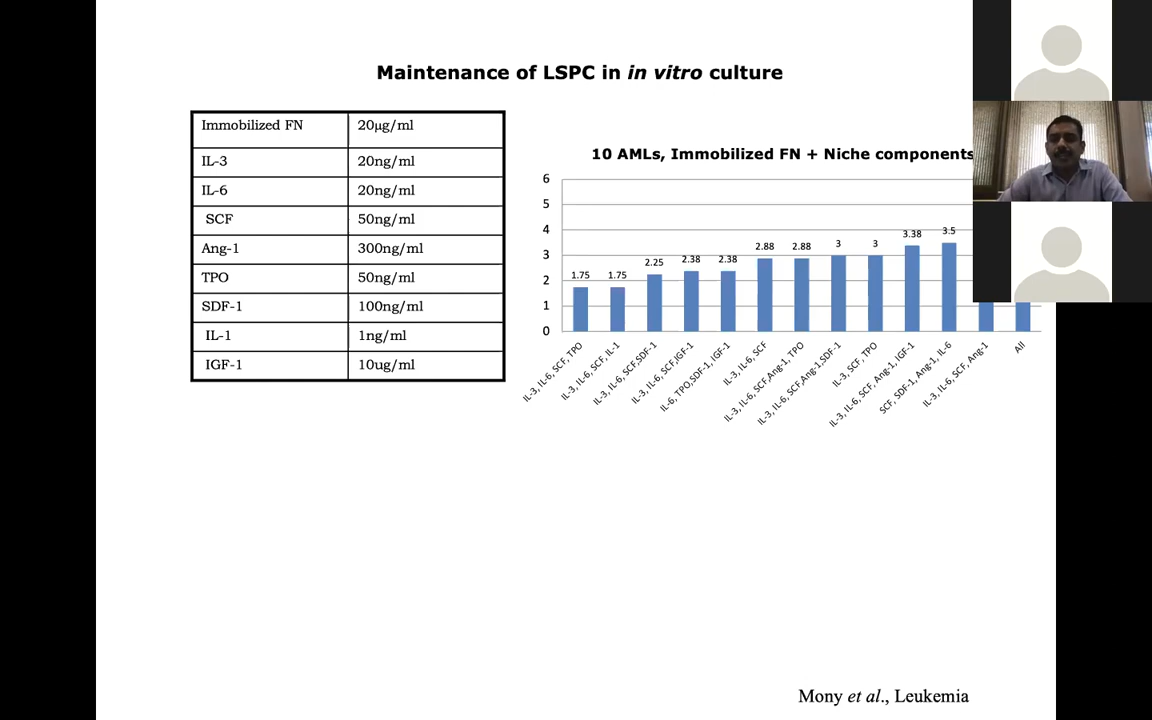 Maintenance of LSPC in in vitro culture
Immobilized FN 20µg/ml
IL-3 20ng/ml
IL-6 20ng/ml
SCF 50ng/ml
Ang-1 300ng/ml
TPO 50ng/ml
SDF-1 100ng/ml
IL-1 1ng/ml
IGF-1 10ug/ml
10 AMLs, Immobilized FN + Niche components
6
5
4
3
2
1
0
1.75
1.75
2.25
2.38
2.38
2.88
2.88
3
3
3.38
3.5
IL-3, IL-6, SCF, TPO
IL-3, IL-6, SCF, IL-1
IL-3, IL-6, SCF,SDF-1
IL-3, IL-6, SCF,IGF-1
IL-6, TPO,SDF-1, IGF-1
IL-3, IL-6, SCF
IL-3, IL-6, SCF,Ang-1, TPO
IL-3, IL-6, SCF,Ang-1,SDF-1
IL-3, SCF, TPO
IL-3, IL-6, SCF, Ang-1, IGF-1
SCF, SDF-1, Ang-1, IL-6
IL-3, IL-6, SCF, Ang-1
All
Mony et al., Leukemia